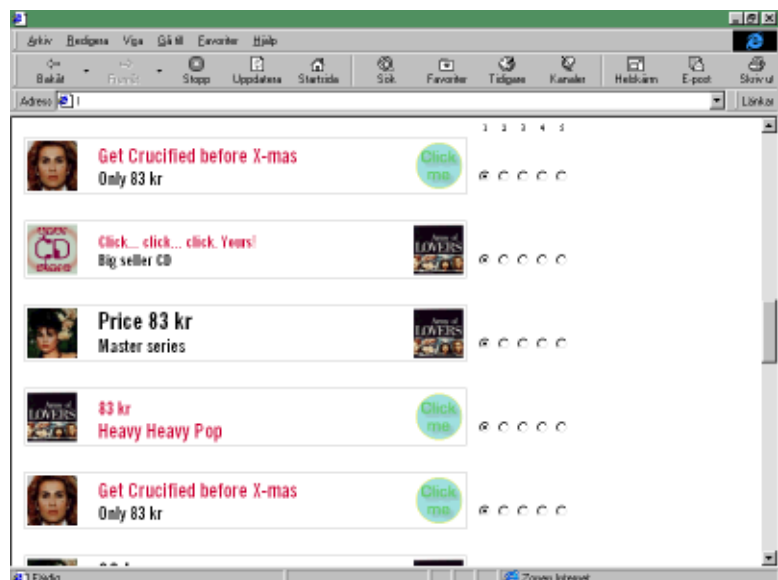 Arkiv Redigera Visa Gå till Favoriter Hjälp
Bakåt Framåt Stopp Uppdatera Startsida Sök Favoriter Tidigare Kanaler Helskärm E-post Skriv ut
Adress Länkar
1 2 3 4 5
Get Crucified before X-mas
Only 83 kr
Click me.
CD
Click... click... click. Yours!
Big seller CD
Army of LOVERS
Price 83 kr
Master series
Army of LOVERS
Army of LOVERS
83 kr
Heavy Heavy Pop
Click me.
Get Crucified before X-mas
Only 83 kr
Click me.
Zonen Internet